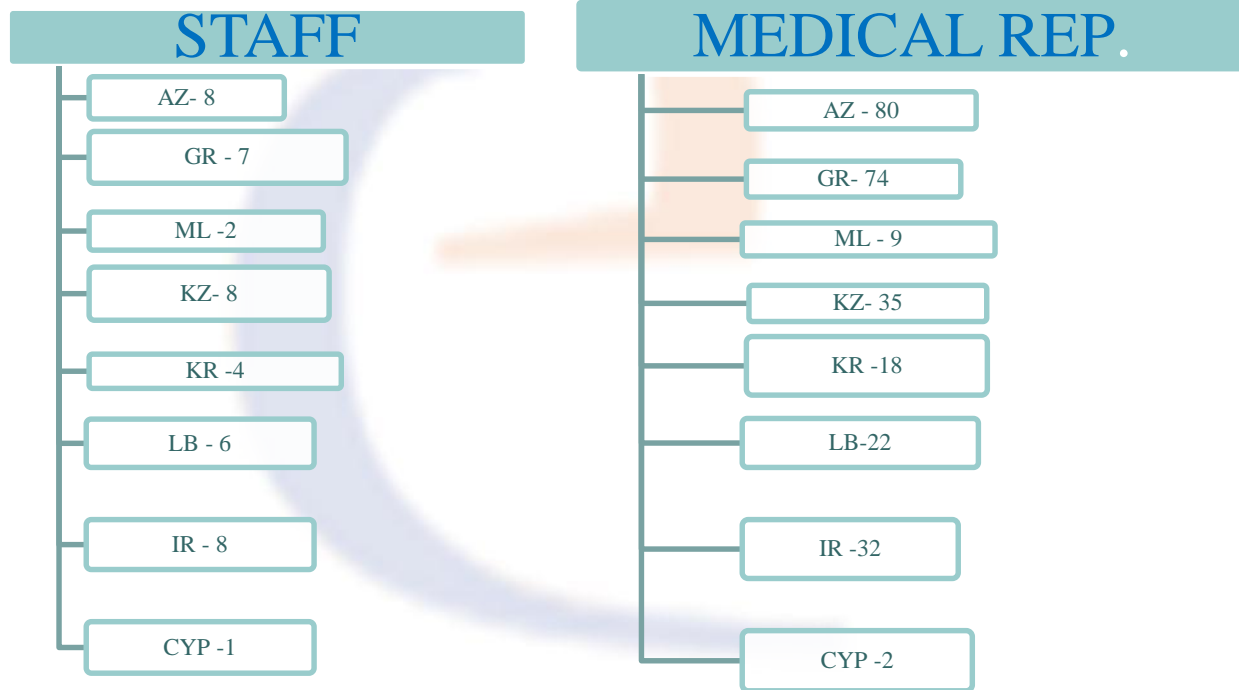 STAFF
AZ- 8
GR - 7
ML -2
KZ- 8
KR -4
LB - 6
IR - 8
CYP -1
MEDICAL REP.
AZ - 80
GR- 74
ML - 9
KZ- 35
KR -18
LB-22
IR -32
CYP -2